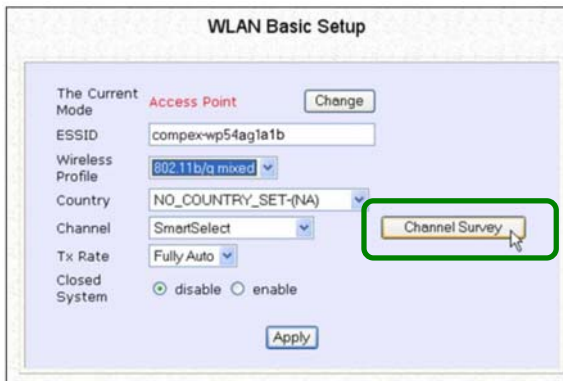 WLAN Basic Setup
The Current Mode Access Point Change
ESSID compex-wp54ag1a1b
Wireless Profile 802.11b/g mixed
Country NO_COUNTRY_SET-(NA)
Channel SmartSelect Channel Survey
Tx Rate Fully Auto
Closed System disable enable
Apply